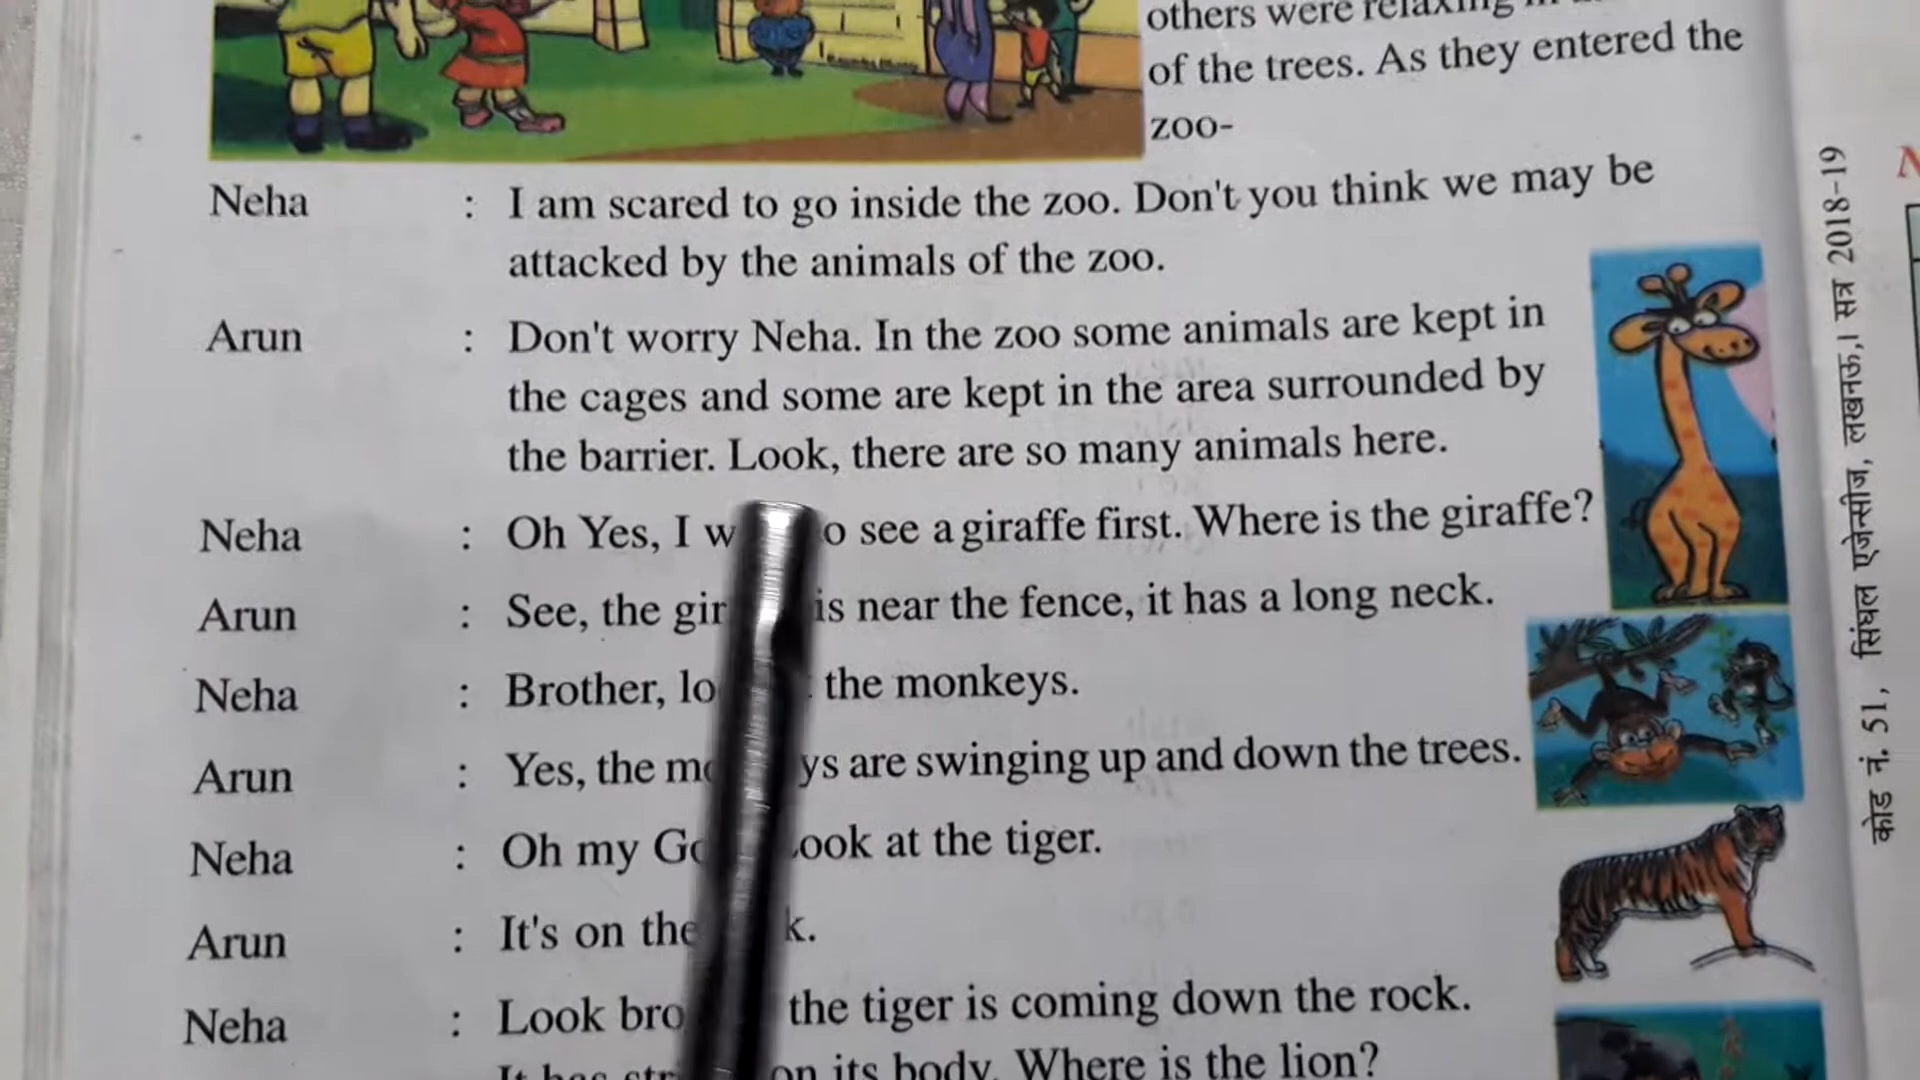 others were relaxing in
of the trees. As they entered the
zoo-
Neha : I am scared to go inside the zoo. Don't you think we may be
attacked by the animals of the zoo.
Arun : Don't worry Neha. In the zoo some animals are kept in
the cages and some are kept in the area surrounded by
the barrier. Look, there are so many animals here.
Neha : Oh Yes, I o see a giraffe first. Where is the giraffe?
Arun : See, the is near the fence, it has a long neck.
Neha : Brother, the monkeys.
Arun : Yes, the are swinging up and down the trees.
Neha : Oh my look at the tiger.
Arun : It's on the
Neha : Look the tiger is coming down the rock.
It has on its body. Where is the lion?
कोड नं. 51, सिंघल एजेन्सीज, लखनऊ, । सत्र 2018-19
N